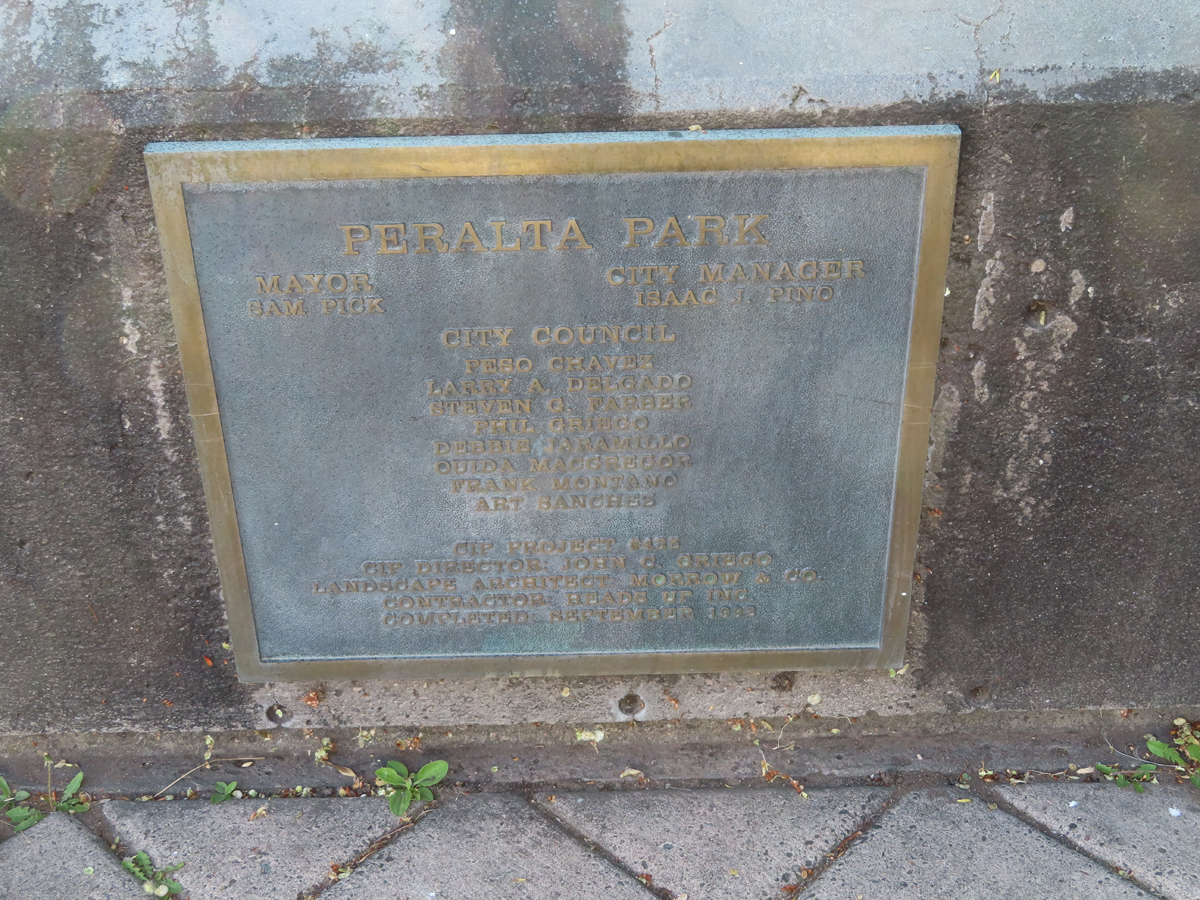 PERALTA PARK
MAYOR
SAM PICK
CITY MANAGER
ISAAC J. PINO
CITY COUNCIL
PESO CHAVEZ
LARRY A. DELGADO
STEVEN G. FARBER
PHIL GRIEGO
DEBBIE JARAMILLO
OUIDA MACGREGOR
FRANK MONTANO
ART SANCHEZ
CIP PROJECT
CIP DIRECTOR: JOHN C. GRIEGO
LANDSCAPE ARCHITECT: MORROW & CO.
CONTRACTOR: HEADS UP INC.
COMPLETED: SEPTEMBER